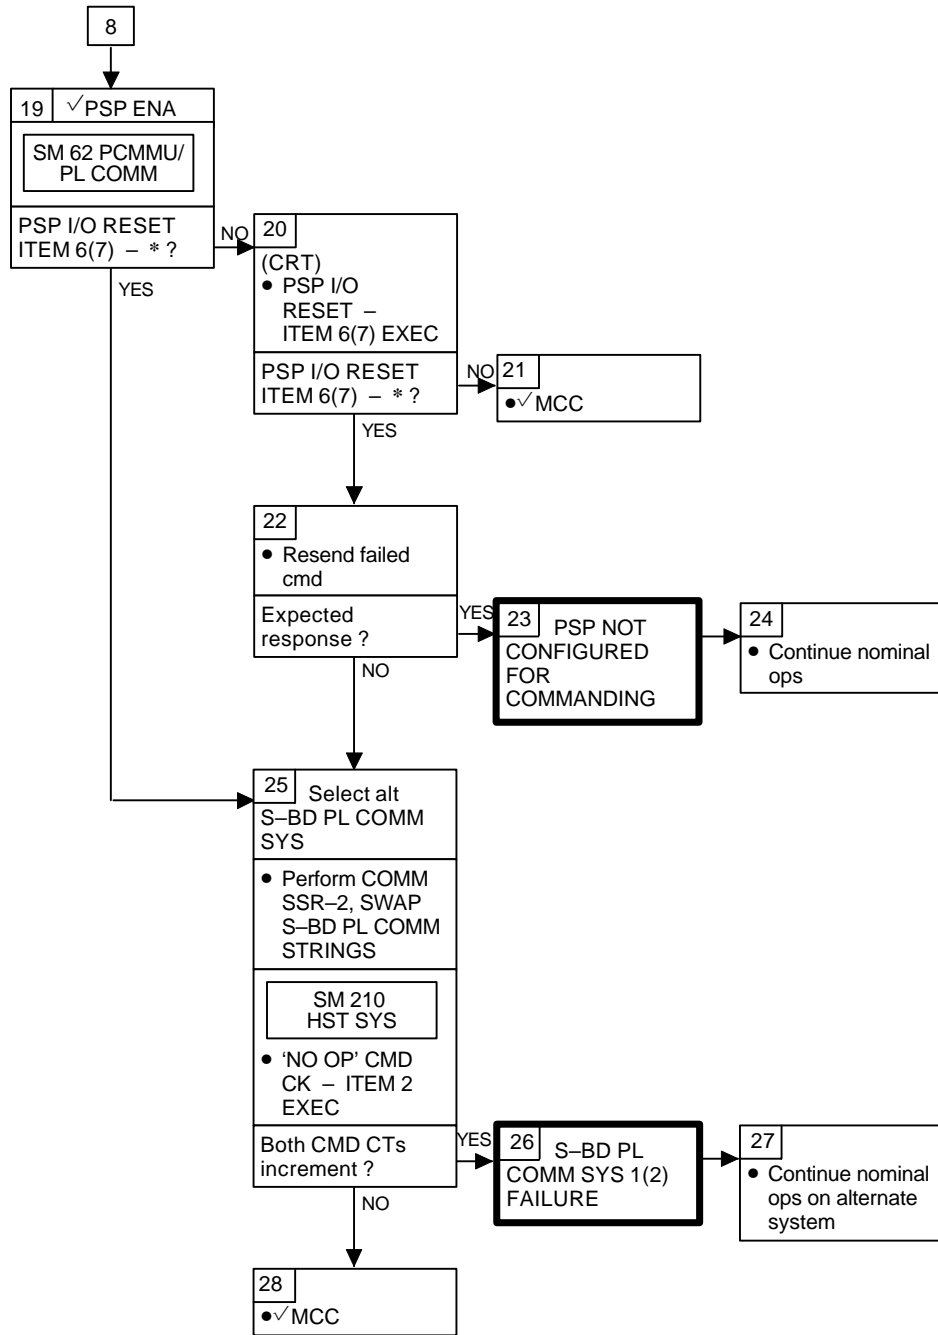 8
19 √PSP ENA
SM 62 PCMMU/
PL COMM
PSP I/O RESET
ITEM 6(7) – * ?
NO
YES
20
(CRT)
● PSP I/O
RESET –
ITEM 6(7) EXEC
PSP I/O RESET
ITEM 6(7) – * ?
NO
YES
21
●√MCC
22
● Resend failed
cmd
Expected
response ?
YES
NO
23 PSP NOT
CONFIGURED
FOR
COMMANDING
24
● Continue nominal
ops
25 Select alt
S–BD PL COMM
SYS
● Perform COMM
SSR–2, SWAP
S–BD PL COMM
STRINGS
SM 210
HST SYS
● ‘NO OP’ CMD
CK – ITEM 2
EXEC
Both CMD CTs
increment ?
YES
NO
26 S–BD PL
COMM SYS 1(2)
FAILURE
27
● Continue nominal
ops on alternate
system
28
●√MCC